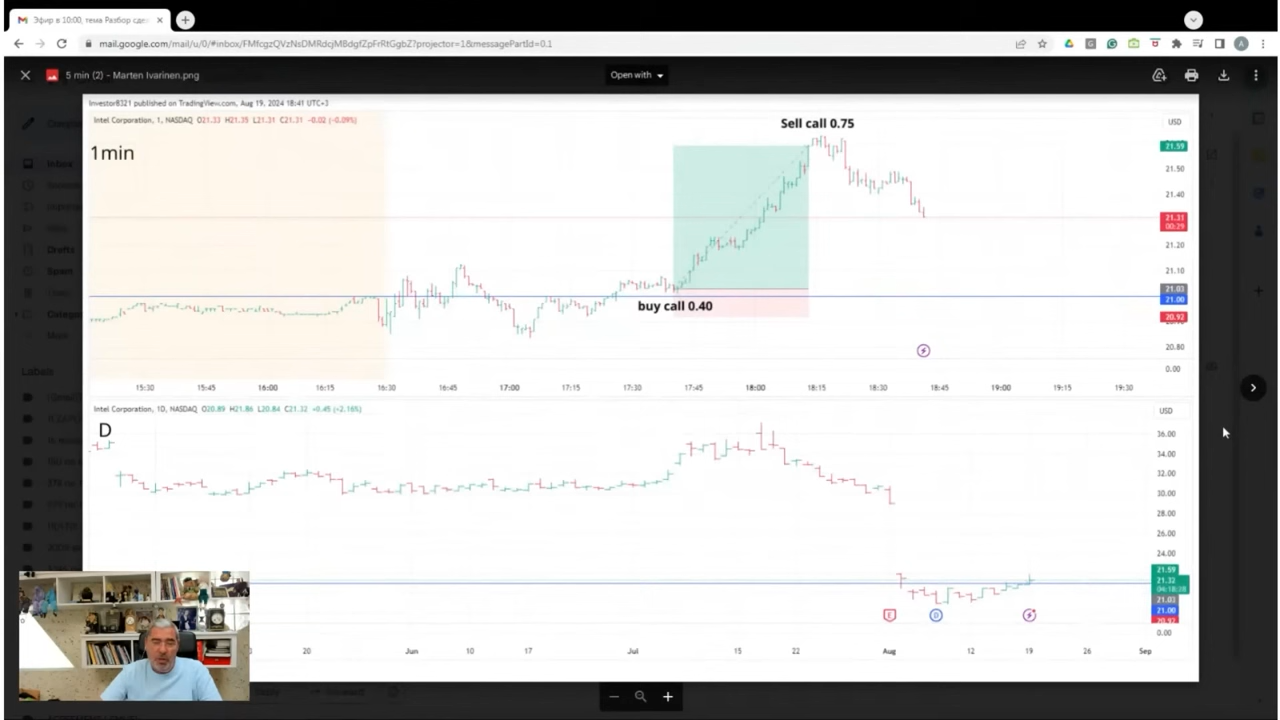 Эфир в 10:00, тема Разбор сде
mail.google.com/mail/u/0/#inbox/FMfcgzQVzNsDMRdcjMBdgfZpFrRtGgbZ?projector=1&messagePartId=0.1
5 min (2) - Marten Ivarinen.png
Open with
Investor8321 published on TradingView.com, Aug 19, 2024 18:41 UTC+3
Intel Corporation, 1, NASDAQ O21.33 H21.35 L21.31 C21.31 -0.02 (-0.09%)
USD
1min
Sell call 0.75
21.59
21.50
21.40
21.31
00:29
21.20
21.10
21.03
21.00
20.92
20.80
0.00
buy call 0.40
15:30 15:45 16:00 16:15 16:30 16:45 17:00 17:15 17:30 17:45 18:00 18:15 18:30 18:45 19:00 19:15 19:30
Intel Corporation, 1D, NASDAQ O20.89 H21.86 L20.84 C21.32 +0.45 (+2.16%)
USD
D
36.00
34.00
32.00
30.00
28.00
26.00
24.00
21.59
21.32
04:18:38
21.03
21.00
20.92
0.00
20 Jun 10 17 Jul 15 22 Aug 12 19 26 Sep
Inbox
Drafts
Spam
Labels